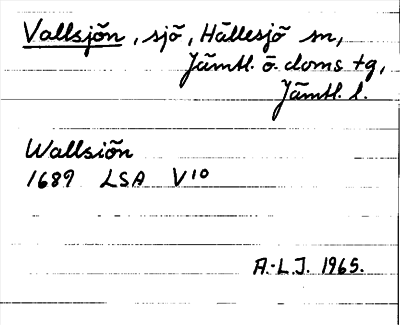 Vallsjön, sjö, Hällesjö sn,
Jämtl. ö. doms tg,
Jämtl. l.
Wallsiön
1689 LSA V10
A.-L.J. 1965.